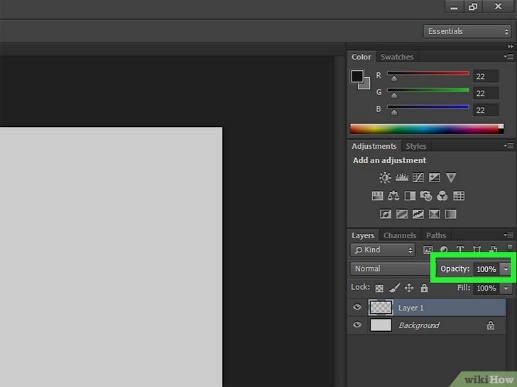 Essentials
Color Swatches
R 22
G 22
B 22
Adjustments Styles
Add an adjustment
Layers Channels Paths
Kind
Normal Opacity: 100%
Lock: Fill: 100%
Layer 1
Background
wikiHow